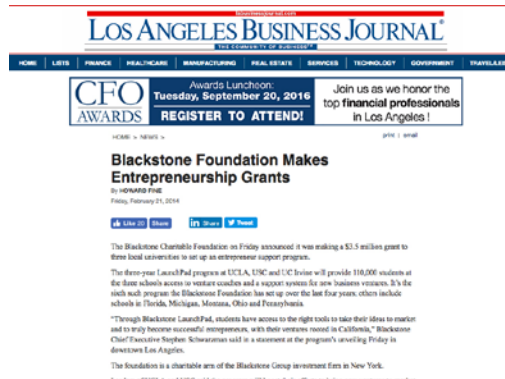 labusinessjournal.com
LOS ANGELES BUSINESS JOURNAL
THE COMMUNITY OF BUSINESS™
HOME | LISTS | FINANCE | HEALTHCARE | MANUFACTURING | REAL ESTATE | SERVICES | TECHNOLOGY | GOVERNMENT
CFO AWARDS
Awards Luncheon:
Tuesday, September 20, 2016
REGISTER TO ATTEND!
Join us as we honor the
top financial professionals
in Los Angeles !
HOME > NEWS >
print | email
Blackstone Foundation Makes
Entrepreneurship Grants
By HOWARD FINE
Friday, February 21, 2014
Like 20 Share in Share Tweet
The Blackstone Charitable Foundation on Friday announced it was making a $3.5 million grant to
three local universities to set up an entrepreneur support program.
The three-year LaunchPad program at UCLA, USC and UC Irvine will provide 110,000 students at
the three schools access to venture coaches and a support system for new business ventures. It's the
sixth such program the Blackstone Foundation has set up over the last four years; others include
schools in Florida, Michigan, Montana, Ohio and Pennsylvania.
"Through Blackstone LaunchPad, students have access to the right tools to take their ideas to market
and to truly become successful entrepreneurs, with their ventures rooted in California," Blackstone
Chief Executive Stephen Schwarzman said in a statement at the program's unveiling Friday in
downtown Los Angeles.
The foundation is a charitable arm of the Blackstone Group investment firm in New York.